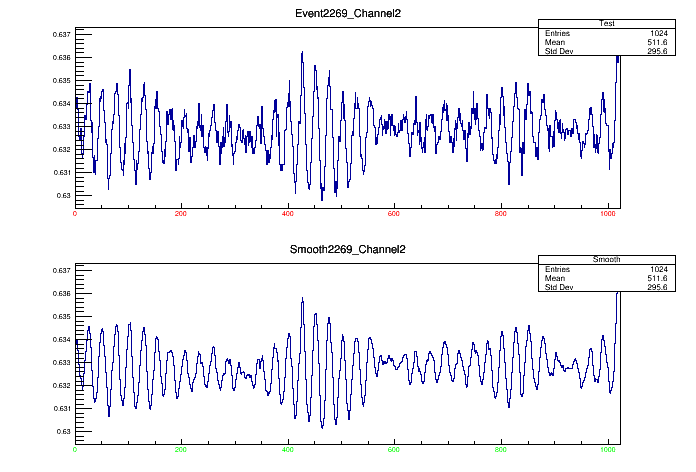 Event2269_Channel2
Test
Entries 1024
Mean 511.6
Std Dev 295.6
0.637
0.636
0.635
0.634
0.633
0.632
0.631
0.63
0 200 400 600 800 1000
Smooth2269_Channel2
Smooth
Entries 1024
Mean 511.6
Std Dev 295.6
0.637
0.636
0.635
0.634
0.633
0.632
0.631
0.63
0 200 400 600 800 1000